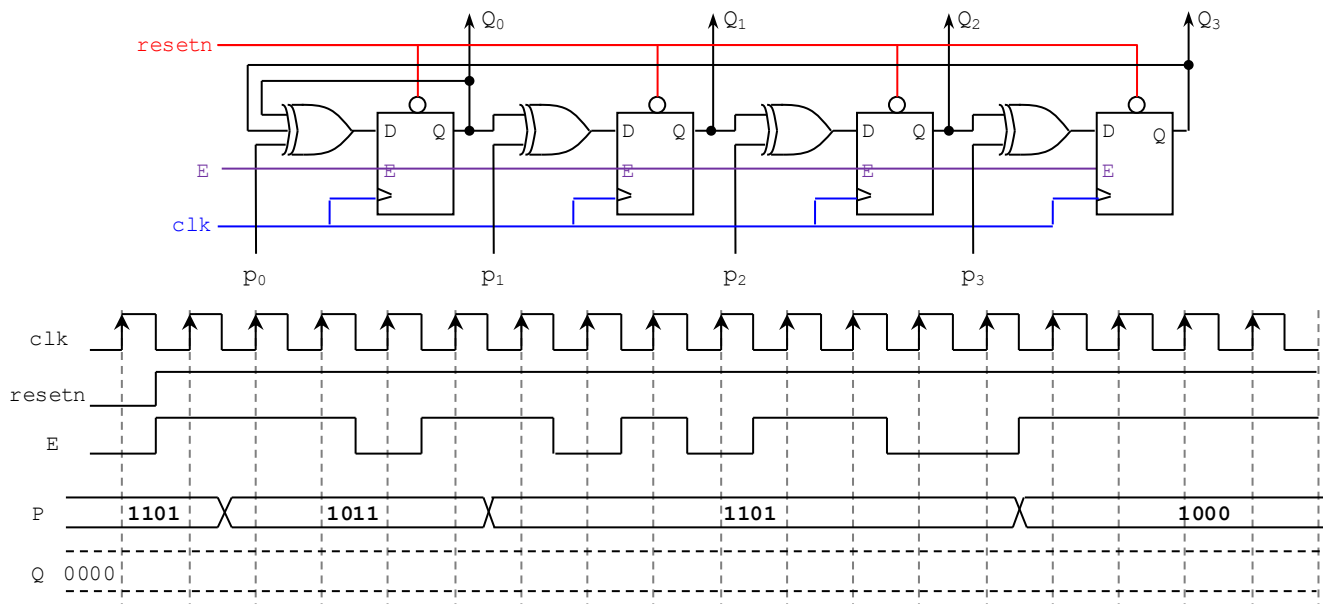 Q0 Q1 Q2 Q3
resetn
D Q D Q D Q D Q
E E E E E
clk
p0 p1 p2 p3
clk
resetn
E
P 1101 1011 1101 1000
Q 0000